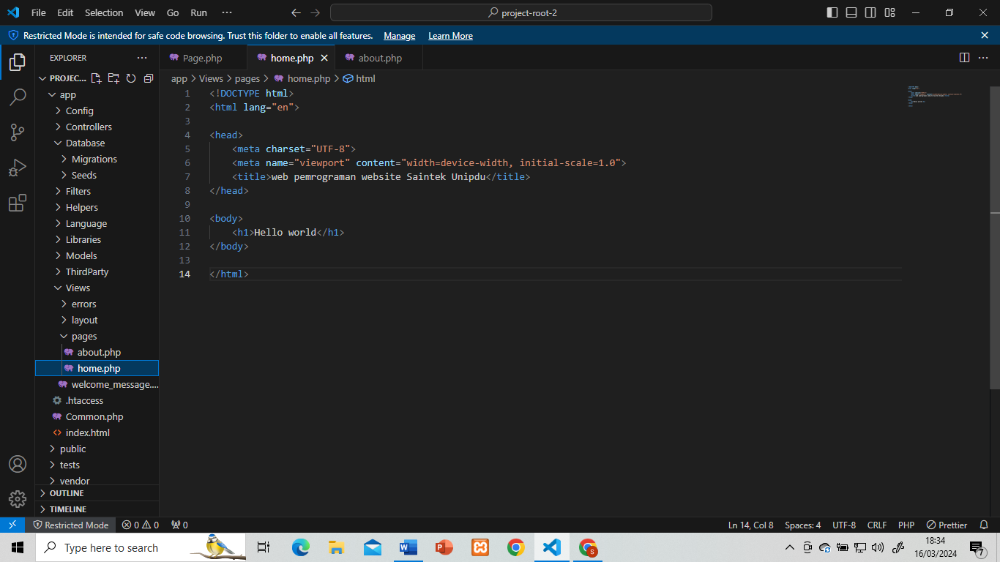 File Edit Selection View Go Run ··· project-root-2
Restricted Mode is intended for safe code browsing. Trust this folder to enable all features. Manage Learn More
EXPLORER ···
PROJEC...
app
Config
Controllers
Database
Migrations
Seeds
Filters
Helpers
Language
Libraries
Models
ThirdParty
Views
errors
layout
pages
about.php
home.php
welcome_message....
.htaccess
Common.php
index.html
public
tests
vendor
OUTLINE
TIMELINE
Page.php home.php about.php
app > Views > pages > home.php > html
1 <!DOCTYPE html>
2 <html lang="en">
3
4 <head>
5 <meta charset="UTF-8">
6 <meta name="viewport" content="width=device-width, initial-scale=1.0">
7 <title>web pemrograman website Saintek Unipdu</title>
8 </head>
9
10 <body>
11 <h1>Hello world</h1>
12 </body>
13
14 </html>
Restricted Mode 0 0 0 Ln 14, Col 8 Spaces: 4 UTF-8 CRLF PHP Prettier
Type here to search
18:34
16/03/2024
7